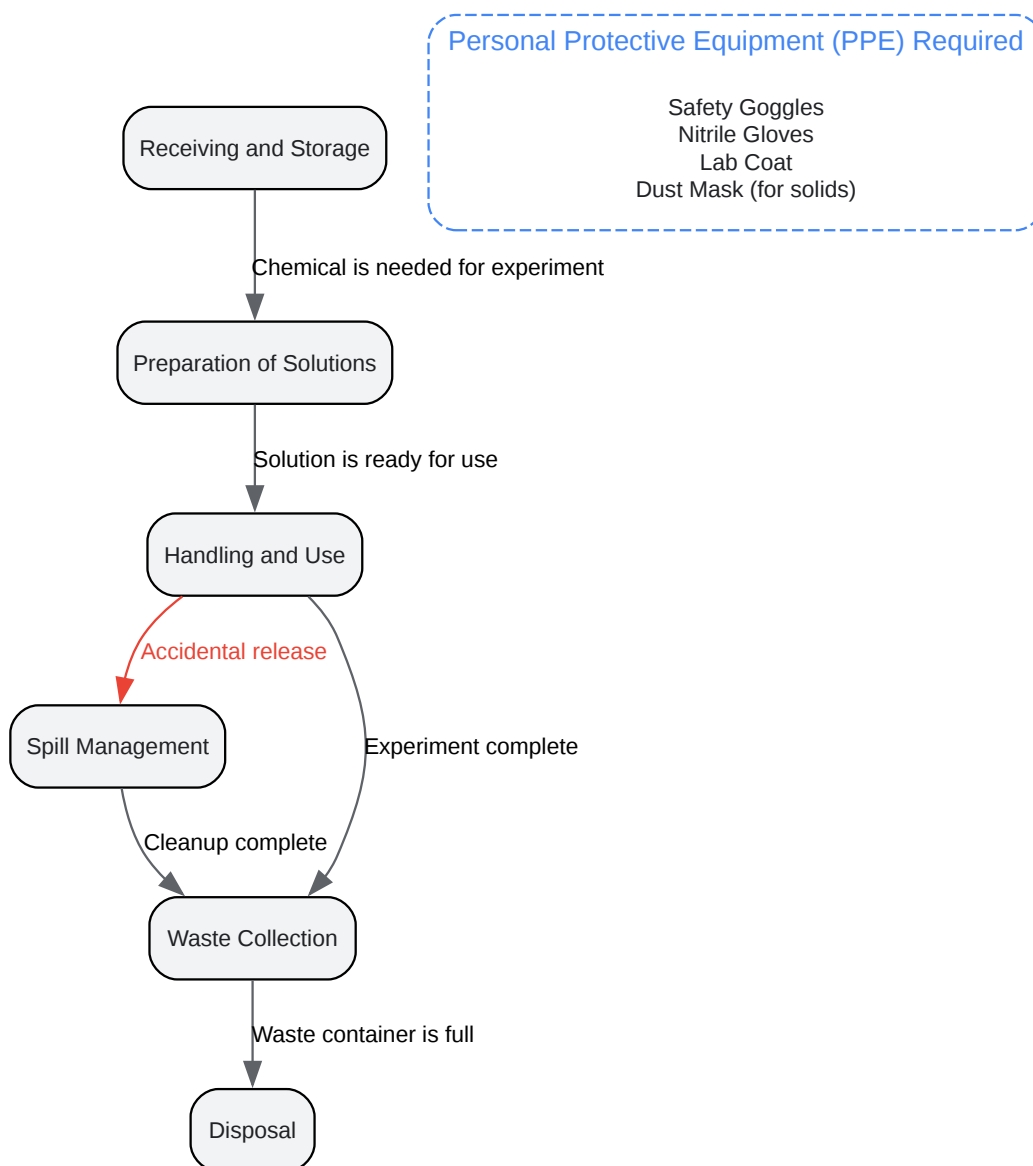 Personal Protective Equipment (PPE) Required
Safety Goggles
Nitrile Gloves
Lab Coat
Dust Mask (for solids)
Receiving and Storage
Chemical is needed for experiment
Preparation of Solutions
Solution is ready for use
Handling and Use
Accidental release
Spill Management
Experiment complete
Cleanup complete
Waste Collection
Waste container is full
Disposal